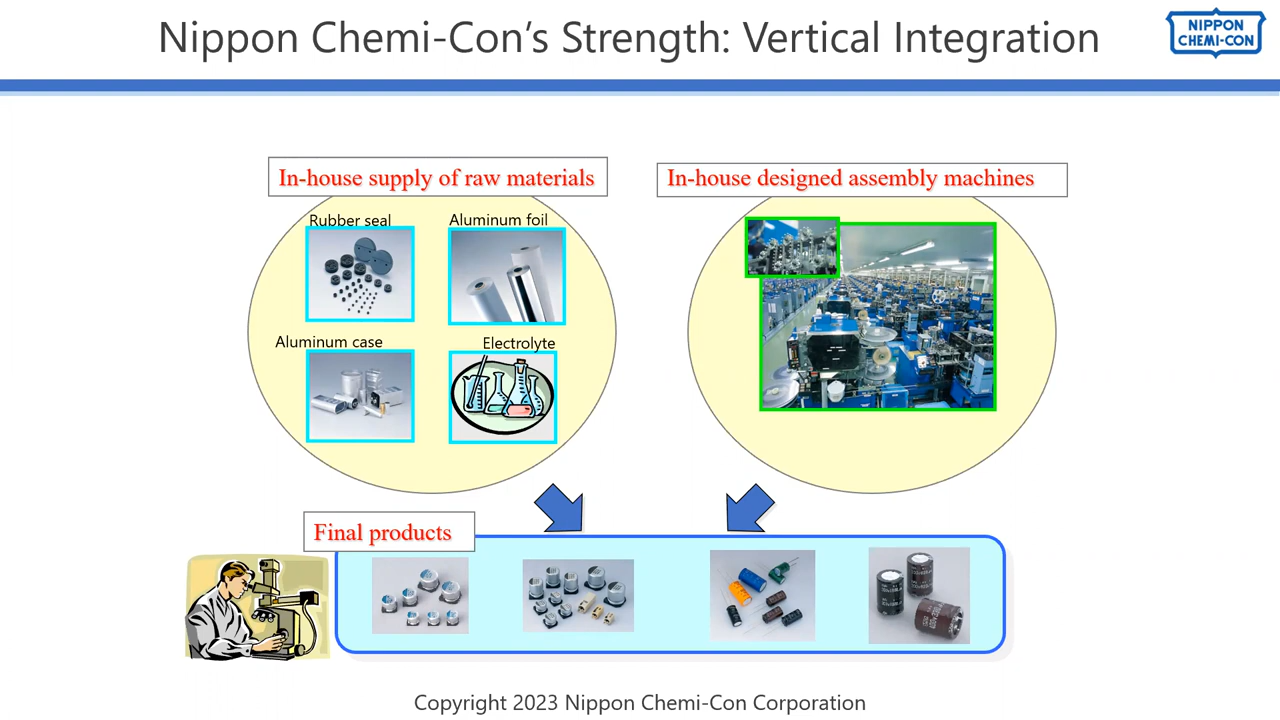 Nippon Chemi-Con’s Strength: Vertical Integration
NIPPON
CHEMI-CON
In-house supply of raw materials
In-house designed assembly machines
Rubber seal
Aluminum foil
Aluminum case
Electrolyte
Final products
Copyright 2023 Nippon Chemi-Con Corporation